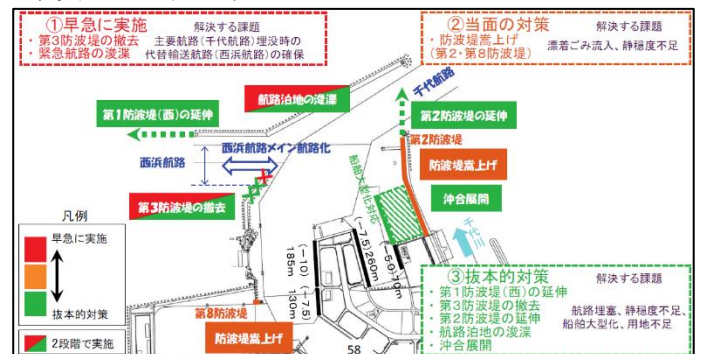 ①早急に実施
解決する課題
・第3防波堤の撤去
・緊急航路の浚渫
主要航路(千代航路)埋没時の
代替輸送航路(西浜航路)の確保
②当面の対策
解決する課題
・防波堤嵩上げ
(第2・第8防波堤)
漂着ごみ流入、静穏度不足
千代航路
航路泊地の浚渫
第1防波堤(西)の延伸
第2防波堤の延伸
西浜航路メイン航路化
西浜航路
第2防波堤
防波堤嵩上げ
船舶大型化対応
沖合展開
第3防波堤の撤去
千代川
凡例
早急に実施
抜本的対策
2段階で実施
(-10)
185m
(-7.5)
130m
(-7.5)260m
(-5.0)70m
第8防波堤
防波堤嵩上げ
58
③抜本的対策
解決する課題
・第1防波堤(西)の延伸
・第3防波堤の撤去
・第2防波堤の延伸
・航路泊地の浚渫
・沖合展開
航路埋塞、静穏度不足、
船舶大型化、用地不足